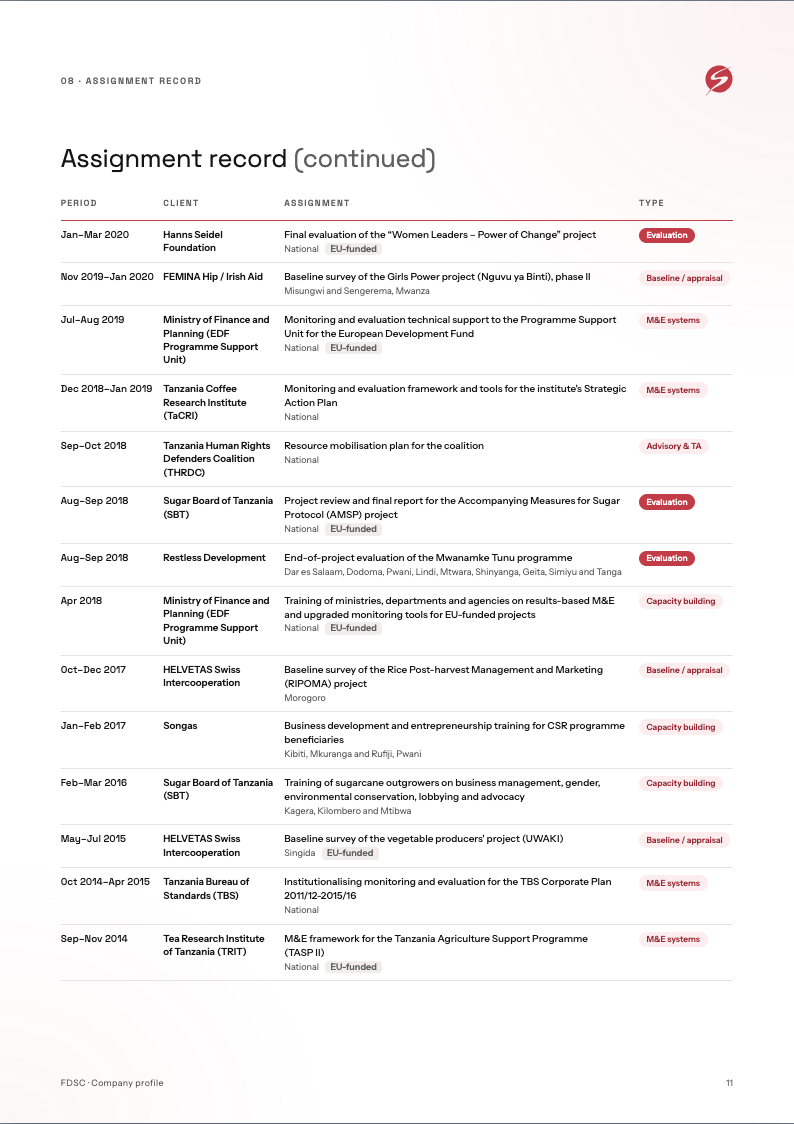 08 · ASSIGNMENT RECORD
Assignment record (continued)
PERIOD CLIENT ASSIGNMENT TYPE
Jan–Mar 2020 Hanns Seidel Final evaluation of the “Women Leaders – Power of Change” project Evaluation
Foundation National EU-funded
Nov 2019–Jan 2020 FEMINA Hip / Irish Aid Baseline survey of the Girls Power project (Nguvu ya Binti), phase II Baseline / appraisal
Misungwi and Sengerema, Mwanza
Jul–Aug 2019 Ministry of Finance and Monitoring and evaluation technical support to the Programme Support M&E systems
Planning (EDF Unit for the European Development Fund
Programme Support National EU-funded
Unit)
Dec 2018–Jan 2019 Tanzania Coffee Monitoring and evaluation framework and tools for the institute's Strategic M&E systems
Research Institute Action Plan
(TaCRI) National
Sep–Oct 2018 Tanzania Human Rights Resource mobilisation plan for the coalition Advisory & TA
Defenders Coalition National
(THRDC)
Aug–Sep 2018 Sugar Board of Tanzania Project review and final report for the Accompanying Measures for Sugar Evaluation
(SBT) Protocol (AMSP) project
National EU-funded
Aug–Sep 2018 Restless Development End-of-project evaluation of the Mwanamke Tunu programme Evaluation
Dar es Salaam, Dodoma, Pwani, Lindi, Mtwara, Shinyanga, Geita, Simiyu and Tanga
Apr 2018 Ministry of Finance and Training of ministries, departments and agencies on results-based M&E Capacity building
Planning (EDF and upgraded monitoring tools for EU-funded projects
Programme Support National EU-funded
Unit)
Oct–Dec 2017 HELVETAS Swiss Baseline survey of the Rice Post-harvest Management and Marketing Baseline / appraisal
Intercooperation (RIPOMA) project
Morogoro
Jan–Feb 2017 Songas Business development and entrepreneurship training for CSR programme Capacity building
beneficiaries
Kibiti, Mkuranga and Rufiji, Pwani
Feb–Mar 2016 Sugar Board of Tanzania Training of sugarcane outgrowers on business management, gender, Capacity building
(SBT) environmental conservation, lobbying and advocacy
Kagera, Kilombero and Mtibwa
May–Jul 2015 HELVETAS Swiss Baseline survey of the vegetable producers' project (UWAKI) Baseline / appraisal
Intercooperation Singida EU-funded
Oct 2014–Apr 2015 Tanzania Bureau of Institutionalising monitoring and evaluation for the TBS Corporate Plan M&E systems
Standards (TBS) 2011/12-2015/16
National
Sep–Nov 2014 Tea Research Institute M&E framework for the Tanzania Agriculture Support Programme M&E systems
of Tanzania (TRIT) (TASP II)
National EU-funded
FDSC · Company profile 11